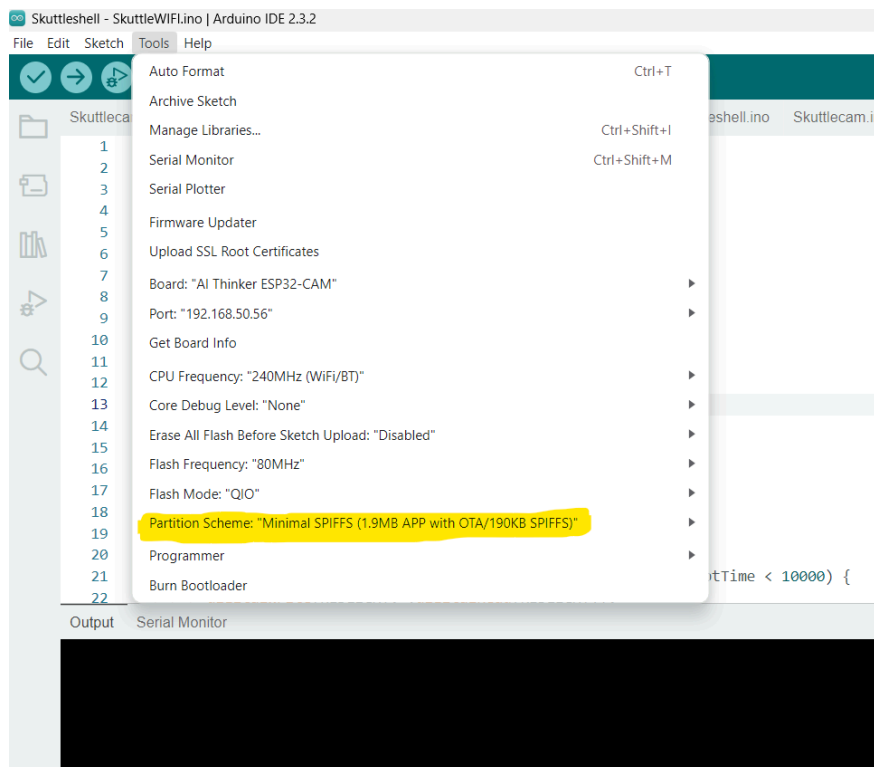 Skuttleshell - SkuttleWIFI.ino | Arduino IDE 2.3.2
File Edit Sketch Tools Help
Auto Format Ctrl+T
Archive Sketch
Manage Libraries... Ctrl+Shift+I
Serial Monitor Ctrl+Shift+M
Serial Plotter
Firmware Updater
Upload SSL Root Certificates
Board: "AI Thinker ESP32-CAM"
Port: "192.168.50.56"
Get Board Info
CPU Frequency: "240MHz (WiFi/BT)"
Core Debug Level: "None"
Erase All Flash Before Sketch Upload: "Disabled"
Flash Frequency: "80MHz"
Flash Mode: "QIO"
Partition Scheme: "Minimal SPIFFS (1.9MB APP with OTA/190KB SPIFFS)"
Programmer
Burn Bootloader
Skuttleca eshell.ino Skuttlecam.i
1
2
3
4
5
6
7
8
9
10
11
12
13
14
15
16
17
18
19
20
21 tTime < 10000) {
22
Output Serial Monitor